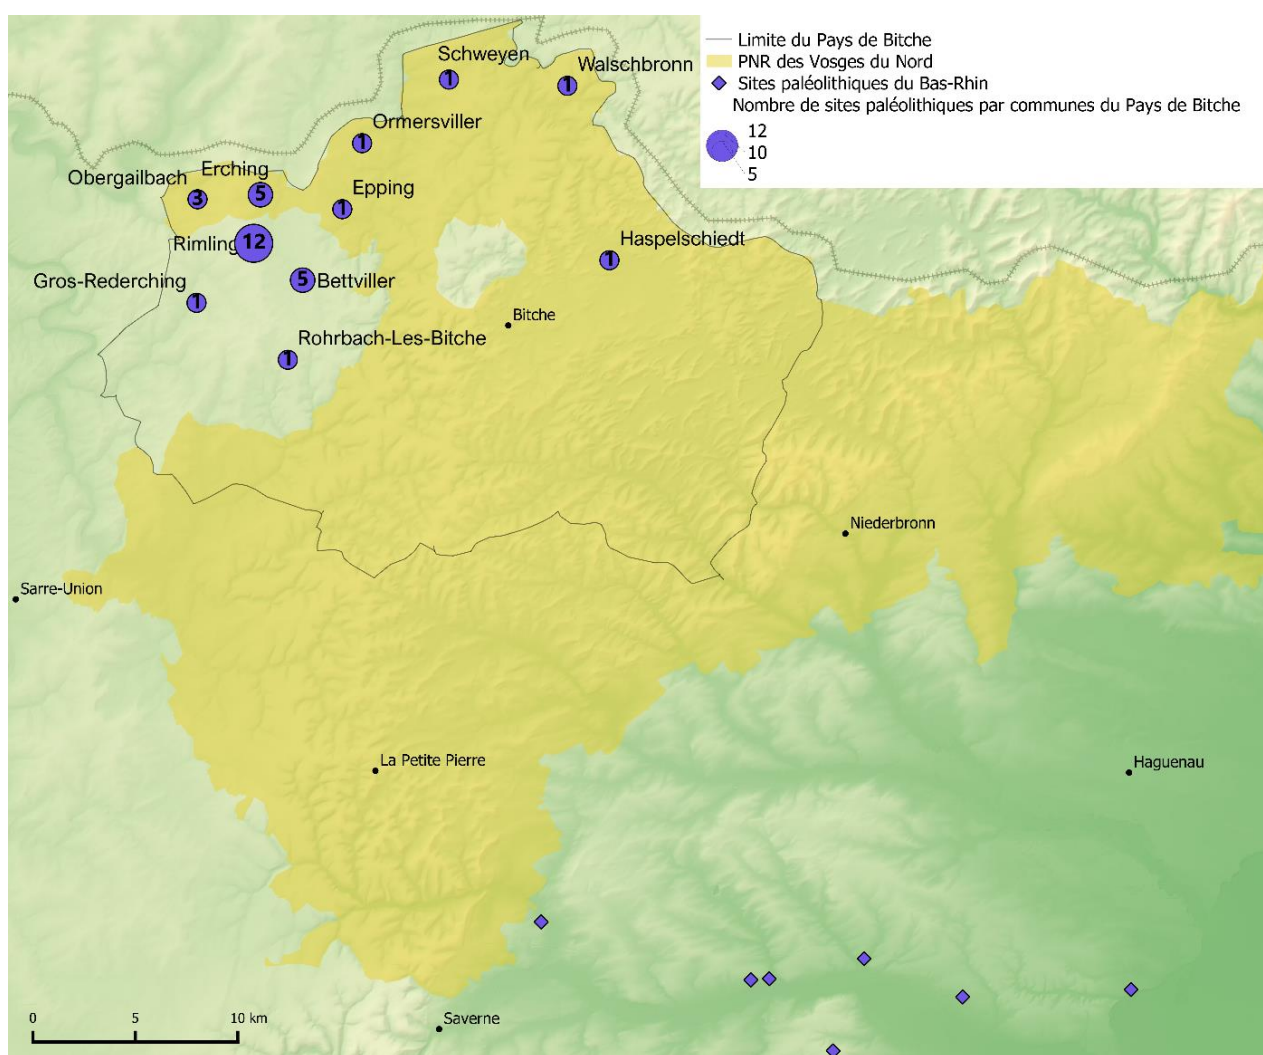 Limite du Pays de Bitche
PNR des Vosges du Nord
Sites paléolithiques du Bas-Rhin
Nombre de sites paléolithiques par communes du Pays de Bitche
12
10
5
Schweyen
1
Walschbronn
1
Ormersviller
1
Erching
5
Obergailbach
3
Epping
1
Rimling
12
Haspelschiedt
1
Gros-Rederching
1
5 Bettviller
Bitche
Rohrbach-Les-Bitche
1
Niederbronn
Sarre-Union
La Petite Pierre
Haguenau
Saverne
0 5 10 km